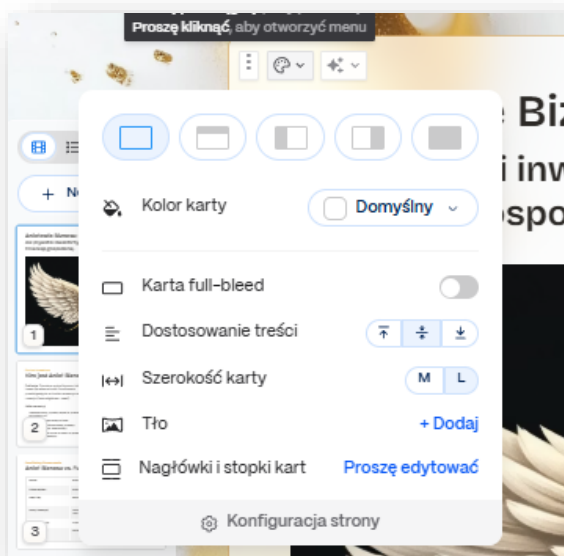 Proszę kliknąć, aby otworzyć menu
Biz
i inw
spo
Kolor karty
Domyślny
Karta full-bleed
Dostosowanie treści
Szerokość karty
M L
Tło
+ Dodaj
Nagłówki i stopki kart
Proszę edytować
Konfiguracja strony
+ N
1
2
3